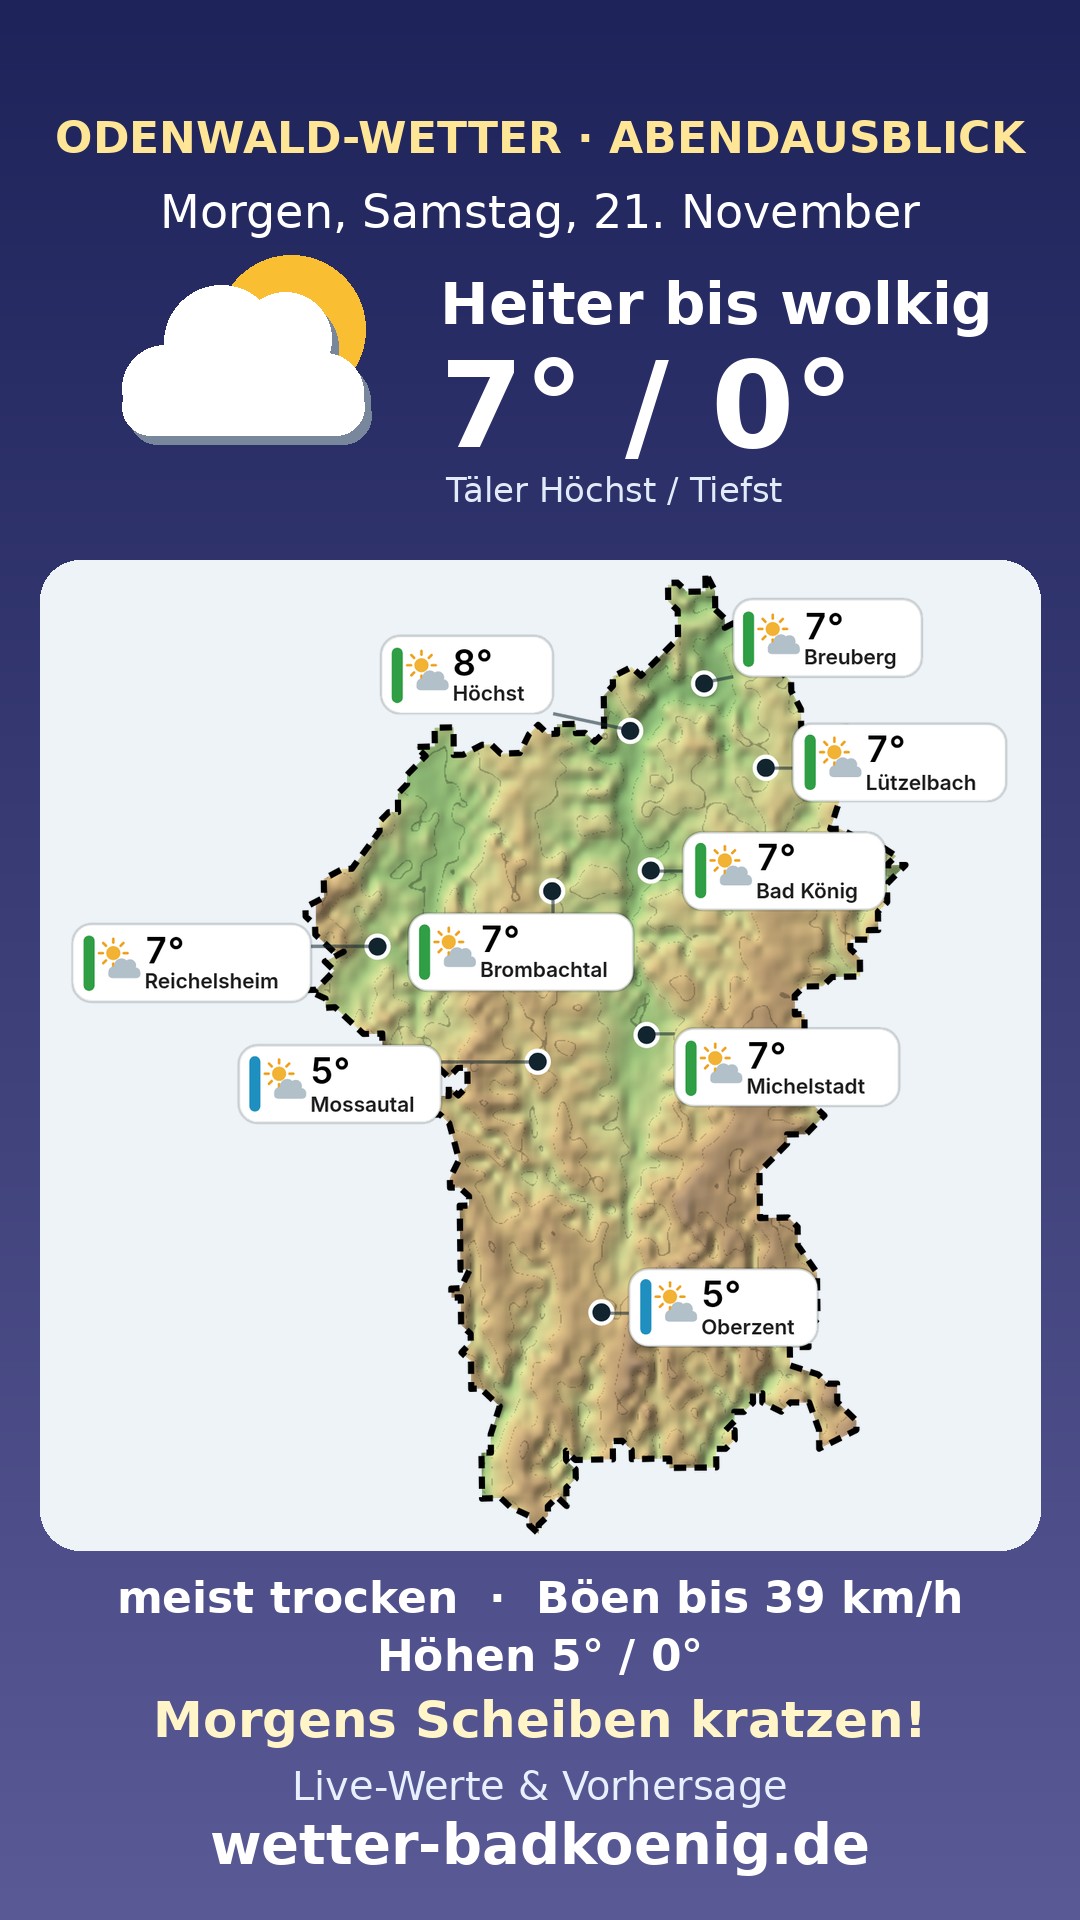 ODENWALD-WETTER · ABENDAUSBLICK
Morgen, Samstag, 21. November
Heiter bis wolkig
7° / 0°
Täler Höchst / Tiefst
7°
Breuberg
8°
Höchst
7°
Lützelbach
7°
Bad König
7°
Reichelsheim
7°
Brombachtal
5°
Mossautal
7°
Michelstadt
5°
Oberzent
meist trocken · Böen bis 39 km/h
Höhen 5° / 0°
Morgens Scheiben kratzen!
Live-Werte & Vorhersage
wetter-badkoenig.de